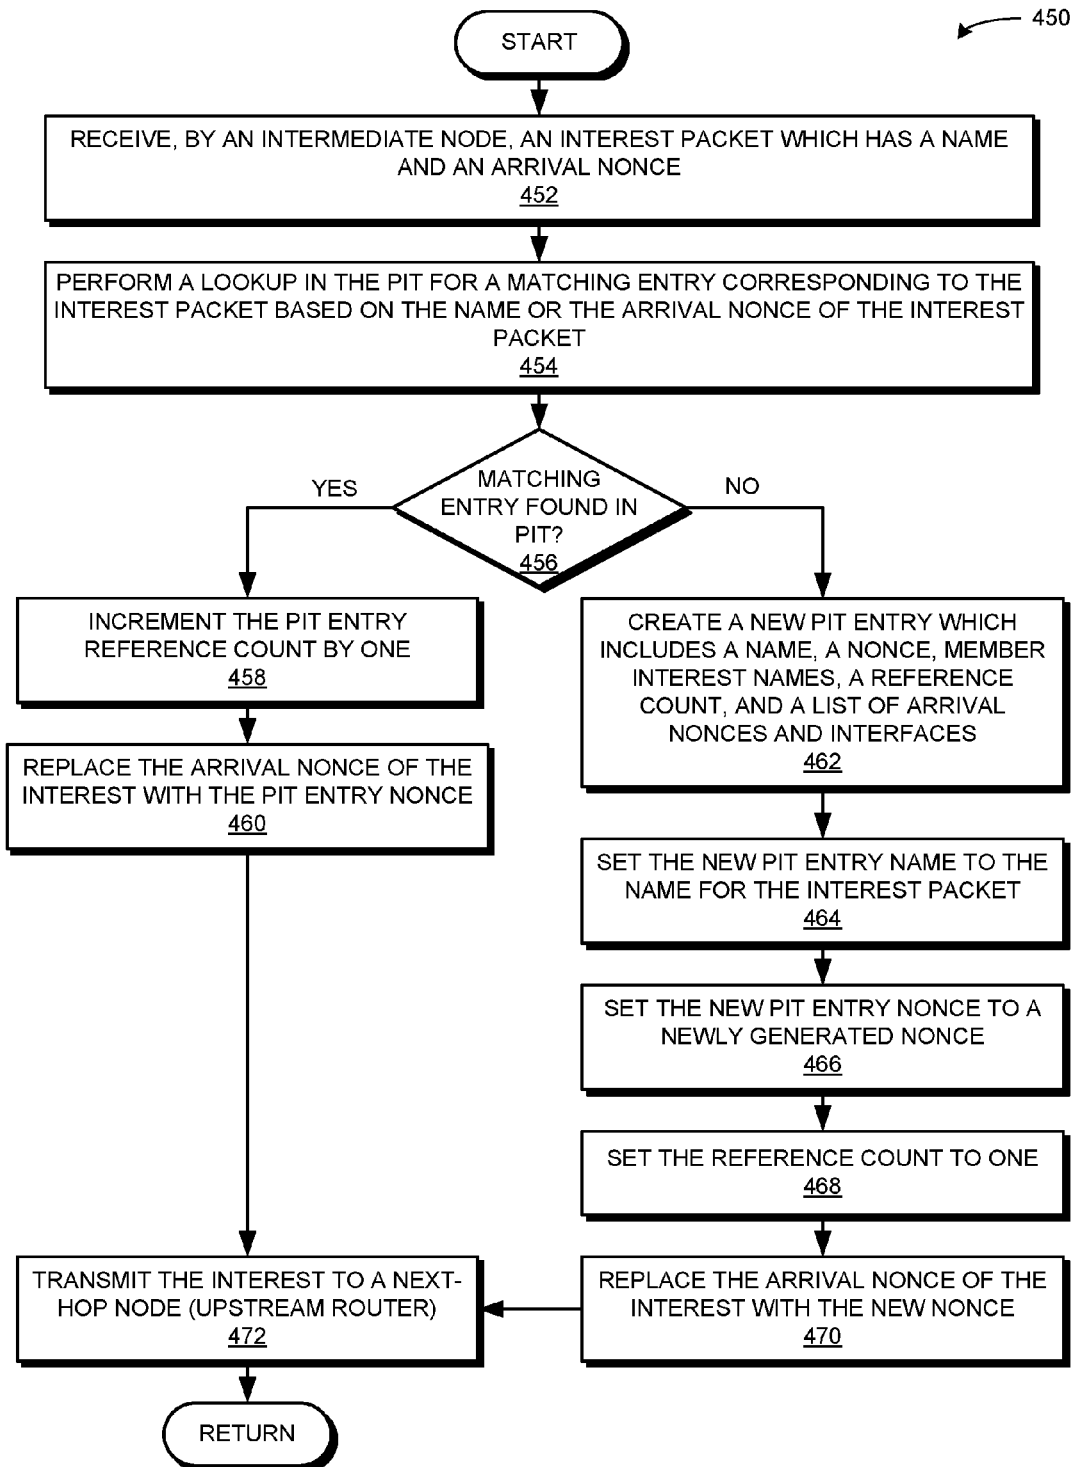 450
START
RECEIVE, BY AN INTERMEDIATE NODE, AN INTEREST PACKET WHICH HAS A NAME
AND AN ARRIVAL NONCE
452
PERFORM A LOOKUP IN THE PIT FOR A MATCHING ENTRY CORRESPONDING TO THE
INTEREST PACKET BASED ON THE NAME OR THE ARRIVAL NONCE OF THE INTEREST
PACKET
454
MATCHING
ENTRY FOUND IN
PIT?
456
YES
NO
INCREMENT THE PIT ENTRY
REFERENCE COUNT BY ONE
458
REPLACE THE ARRIVAL NONCE OF THE
INTEREST WITH THE PIT ENTRY NONCE
460
CREATE A NEW PIT ENTRY WHICH
INCLUDES A NAME, A NONCE, MEMBER
INTEREST NAMES, A REFERENCE
COUNT, AND A LIST OF ARRIVAL
NONCES AND INTERFACES
462
SET THE NEW PIT ENTRY NAME TO THE
NAME FOR THE INTEREST PACKET
464
SET THE NEW PIT ENTRY NONCE TO A
NEWLY GENERATED NONCE
466
SET THE REFERENCE COUNT TO ONE
468
REPLACE THE ARRIVAL NONCE OF THE
INTEREST WITH THE NEW NONCE
470
TRANSMIT THE INTEREST TO A NEXT-
HOP NODE (UPSTREAM ROUTER)
472
RETURN